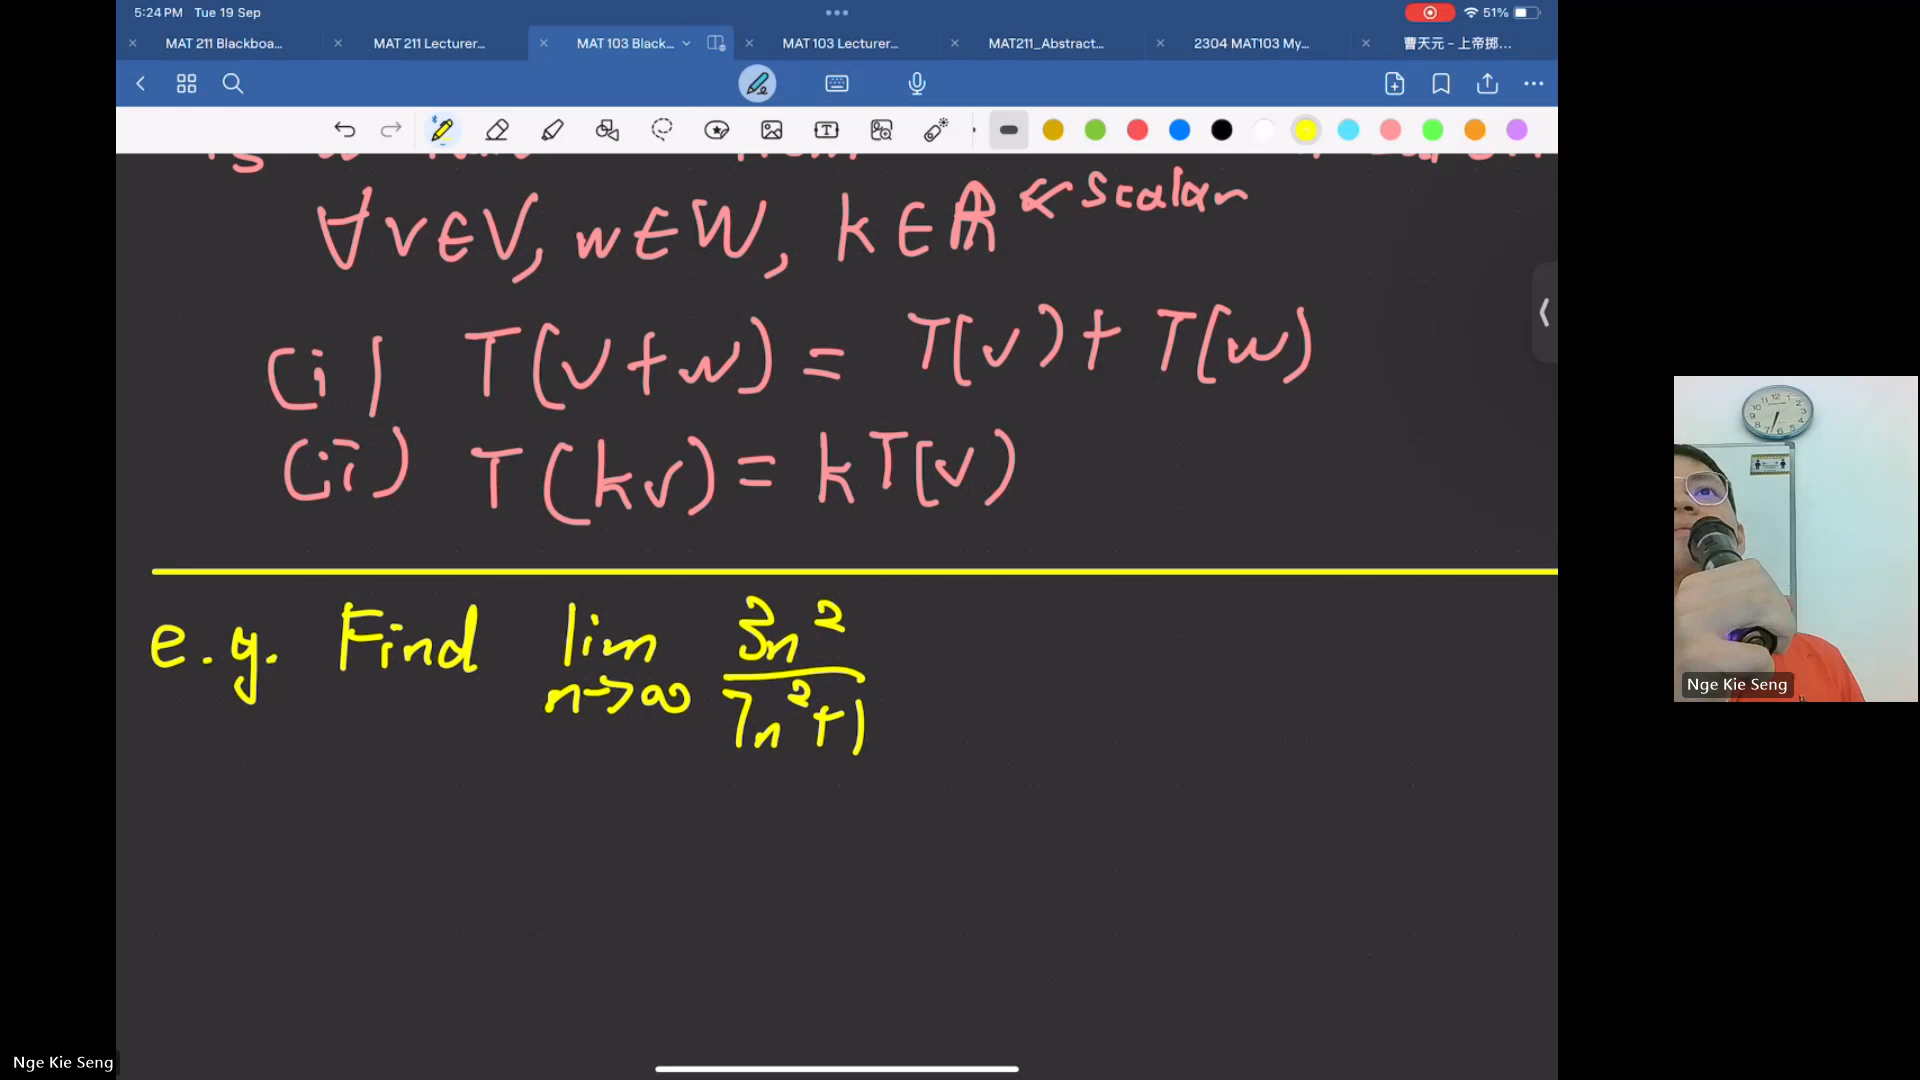 5:24 PM Tue 19 Sep
51%
MAT 211 Blackboa... MAT 211 Lecturer... MAT 103 Black... MAT 103 Lecturer... MAT211_Abstract... 2304 MAT103 My... 曹天元 - 上帝掷...
∀v∈V, w∈W, k∈ℝ ← Scalar
(i) T(v+w) = T(v) + T(w)
(ii) T(kv) = kT(v)
e.g. Find lim n→∞ 3n²/7n²+1
Nge Kie Seng
Nge Kie Seng